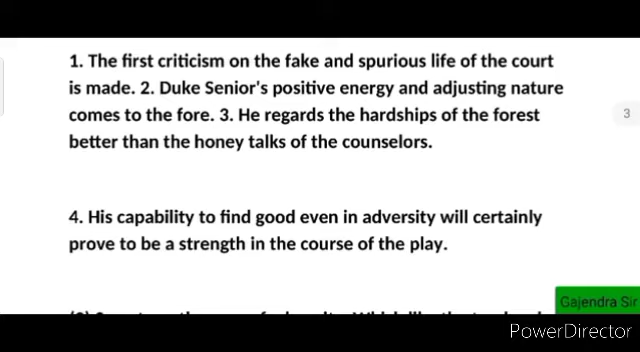 1. The first criticism on the fake and spurious life of the court
is made. 2. Duke Senior's positive energy and adjusting nature
comes to the fore. 3. He regards the hardships of the forest
better than the honey talks of the counselors.
3
4. His capability to find good even in adversity will certainly
prove to be a strength in the course of the play.
Gajendra Sir
PowerDirector